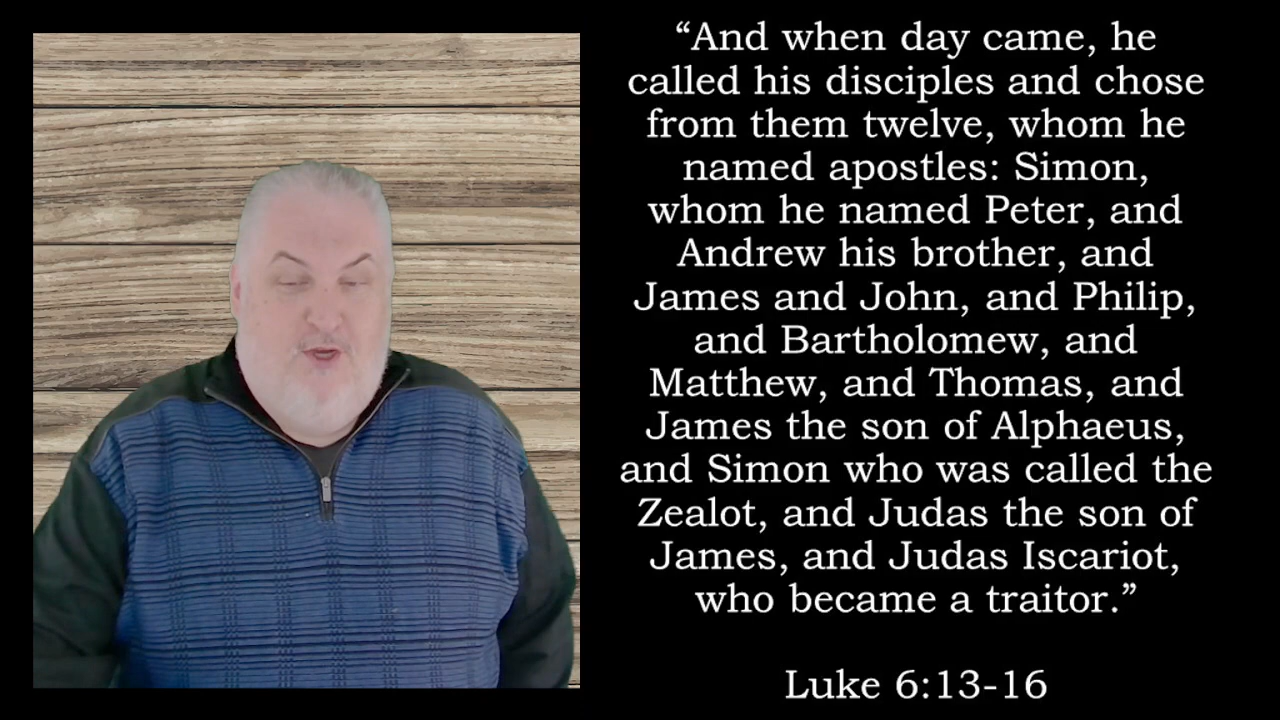 “And when day came, he
called his disciples and chose
from them twelve, whom he
named apostles: Simon,
whom he named Peter, and
Andrew his brother, and
James and John, and Philip,
and Bartholomew, and
Matthew, and Thomas, and
James the son of Alphaeus,
and Simon who was called the
Zealot, and Judas the son of
James, and Judas Iscariot,
who became a traitor.”
Luke 6:13-16